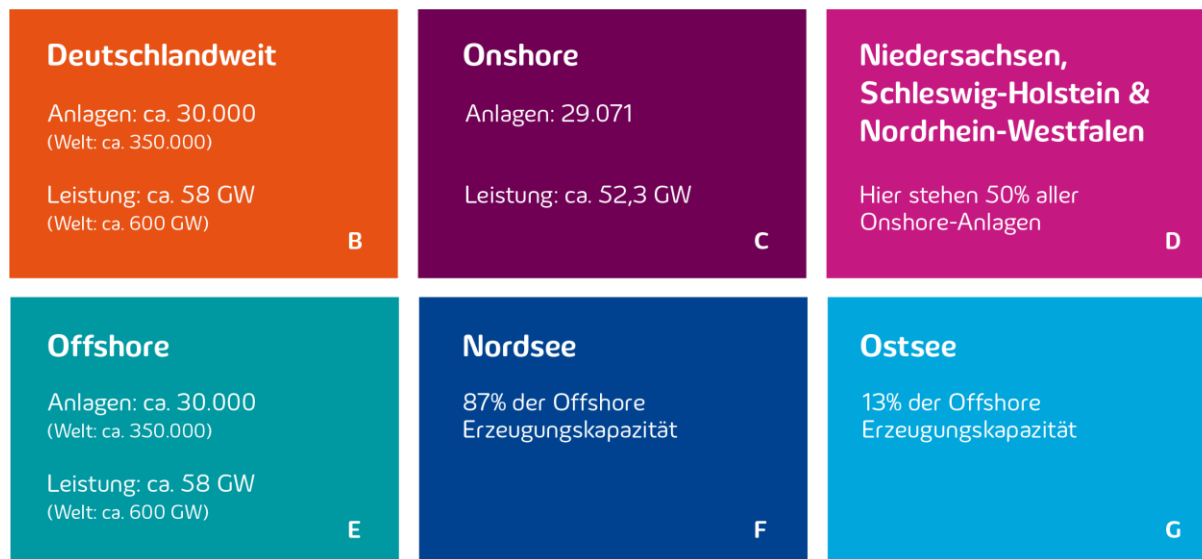 Deutschlandweit
Anlagen: ca. 30.000
(Welt: ca. 350.000)
Leistung: ca. 58 GW
(Welt: ca. 600 GW)
B
Onshore
Anlagen: 29.071
Leistung: ca. 52,3 GW
C
Niedersachsen,
Schleswig-Holstein &
Nordrhein-Westfalen
Hier stehen 50% aller
Onshore-Anlagen
D
Offshore
Anlagen: ca. 30.000
(Welt: ca. 350.000)
Leistung: ca. 58 GW
(Welt: ca. 600 GW)
E
Nordsee
87% der Offshore
Erzeugungskapazität
F
Ostsee
13% der Offshore
Erzeugungskapazität
G